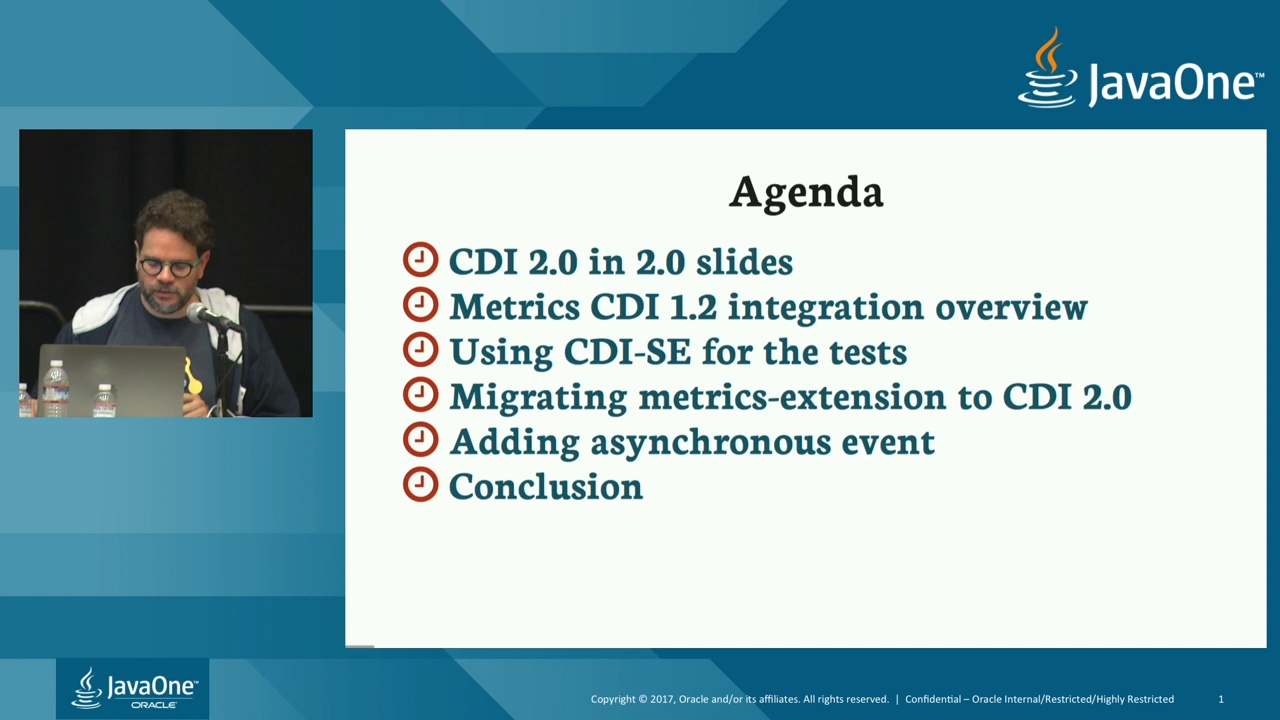 JavaOne™
Agenda
CDI 2.0 in 2.0 slides
Metrics CDI 1.2 integration overview
Using CDI-SE for the tests
Migrating metrics-extension to CDI 2.0
Adding asynchronous event
Conclusion
JavaOne™
ORACLE
Copyright © 2017, Oracle and/or its affiliates. All rights reserved. | Confidential – Oracle Internal/Restricted/Highly Restricted 1